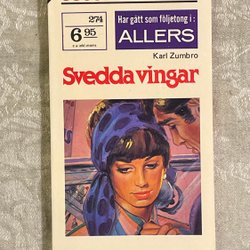 274
6 95
Har gått som följetong i:
ALLERS
Karl Zumbro
Svedda vingar